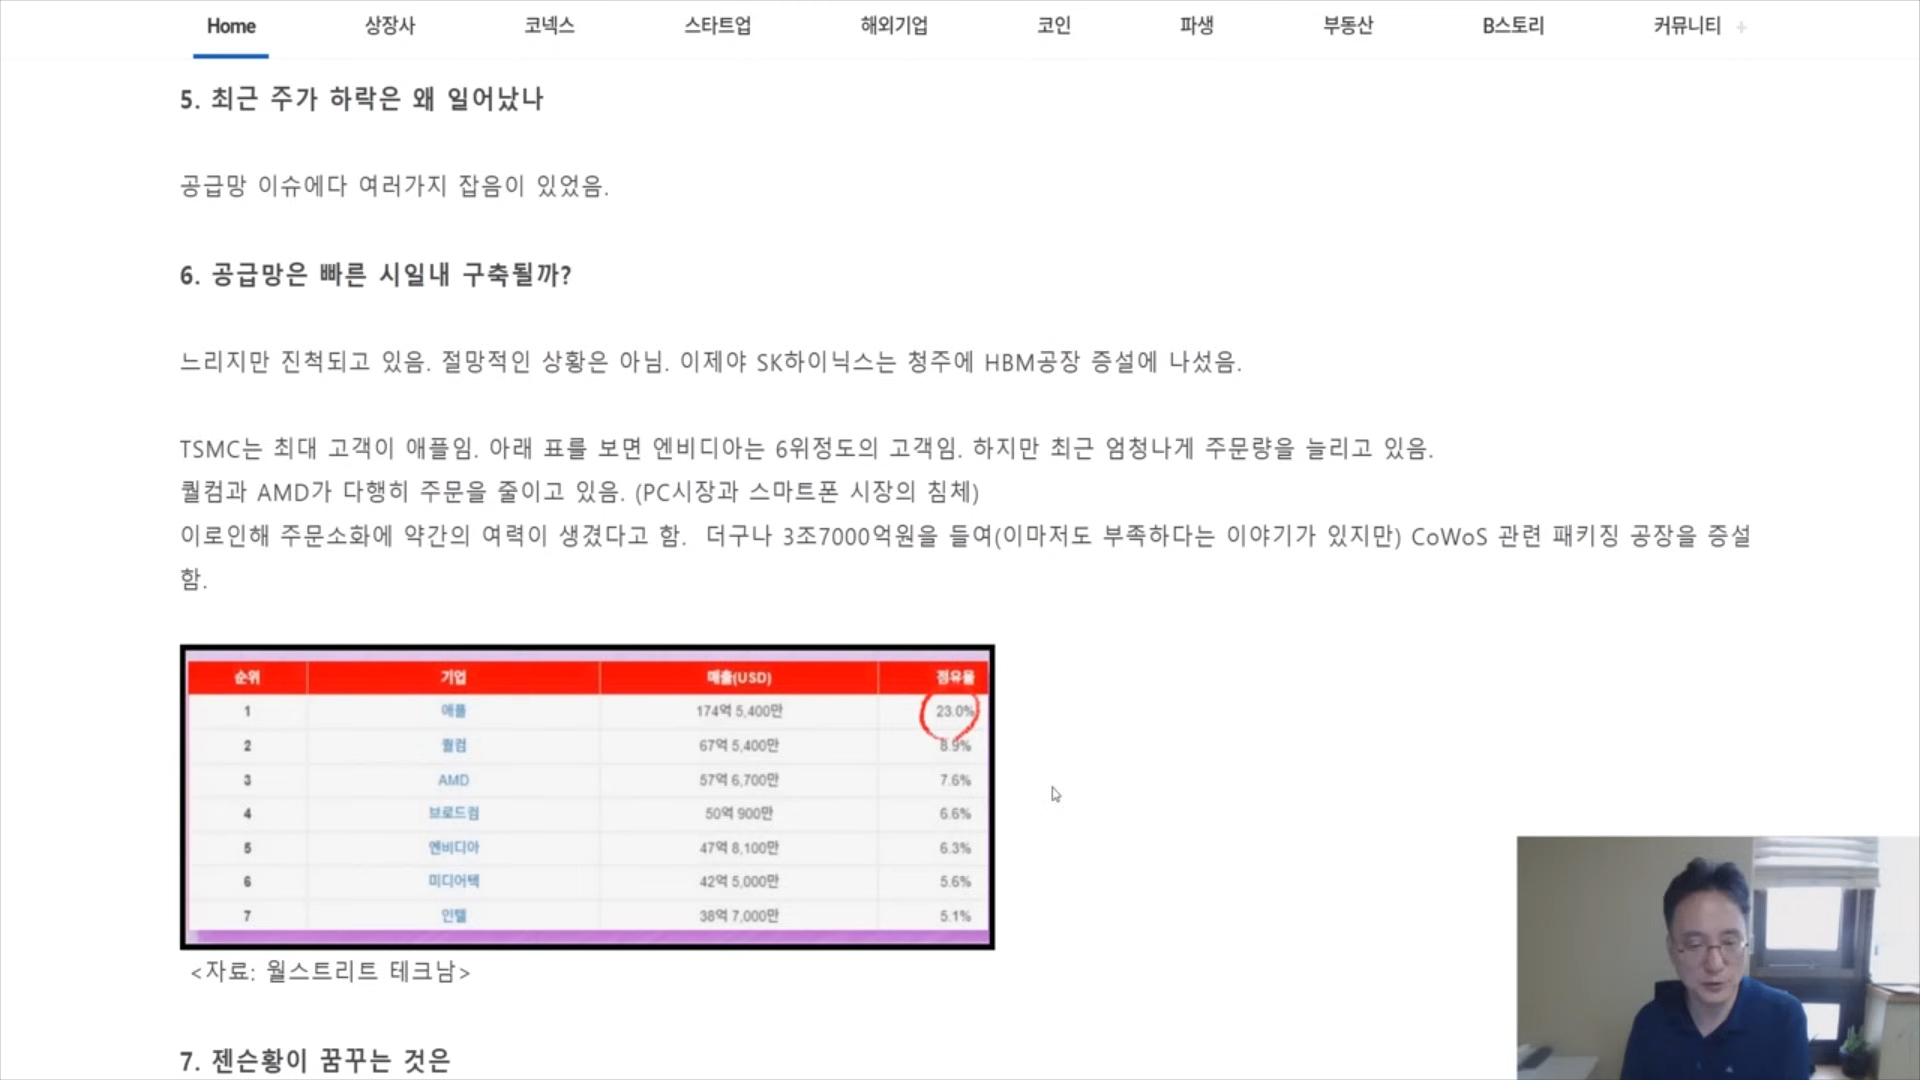 Home 상장사 코넥스 스타트업 해외기업 코인 파생 부동산 B스토리 커뮤니티 +
5. 최근 주가 하락은 왜 일어났나
공급망 이슈에다 여러가지 잡음이 있었음.
6. 공급망은 빠른 시일내 구축될까?
느리지만 진척되고 있음. 절망적인 상황은 아님. 이제야 SK하이닉스는 청주에 HBM공장 증설에 나섰음.
TSMC는 최대 고객이 애플임. 아래 표를 보면 엔비디아는 6위정도의 고객임. 하지만 최근 엄청나게 주문량을 늘리고 있음.
퀄컴과 AMD가 다행히 주문을 줄이고 있음. (PC시장과 스마트폰 시장의 침체)
이로인해 주문소화에 약간의 여력이 생겼다고 함. 더구나 3조7000억원을 들여(이마저도 부족하다는 이야기가 있지만) CoWoS 관련 패키징 공장을 증설
함.
순위 기업 매출(USD) 점유율
1 애플 174억 5,400만 23.0%
2 퀄컴 67억 5,400만 8.9%
3 AMD 57억 6,700만 7.6%
4 브로드컴 50억 900만 6.6%
5 엔비디아 47억 8,100만 6.3%
6 미디어텍 42억 5,000만 5.6%
7 인텔 38억 7,000만 5.1%
<자료: 월스트리트 테크남>
7. 젠슨황이 꿈꾸는 것은